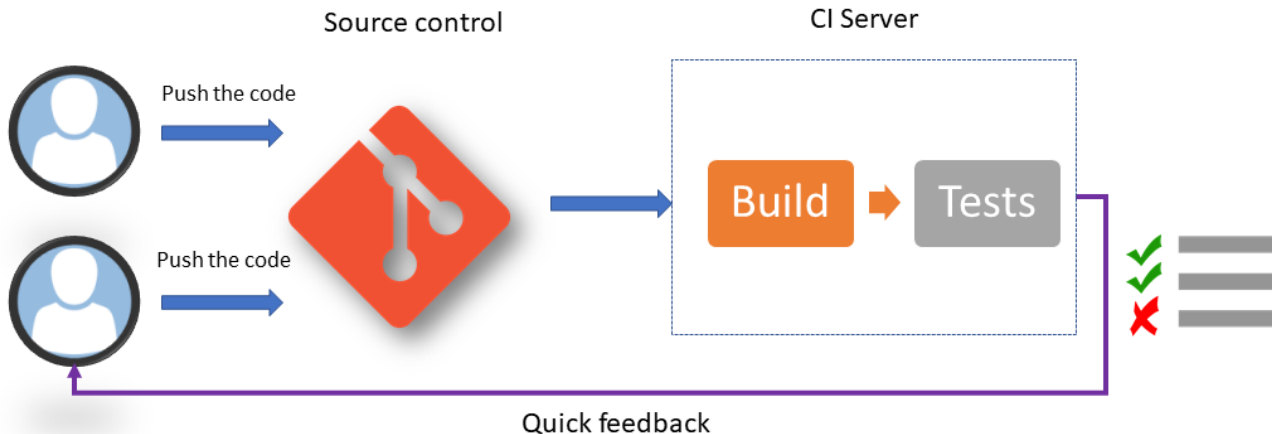 Source control
CI Server
Push the code
Build
Tests
Push the code
Quick feedback